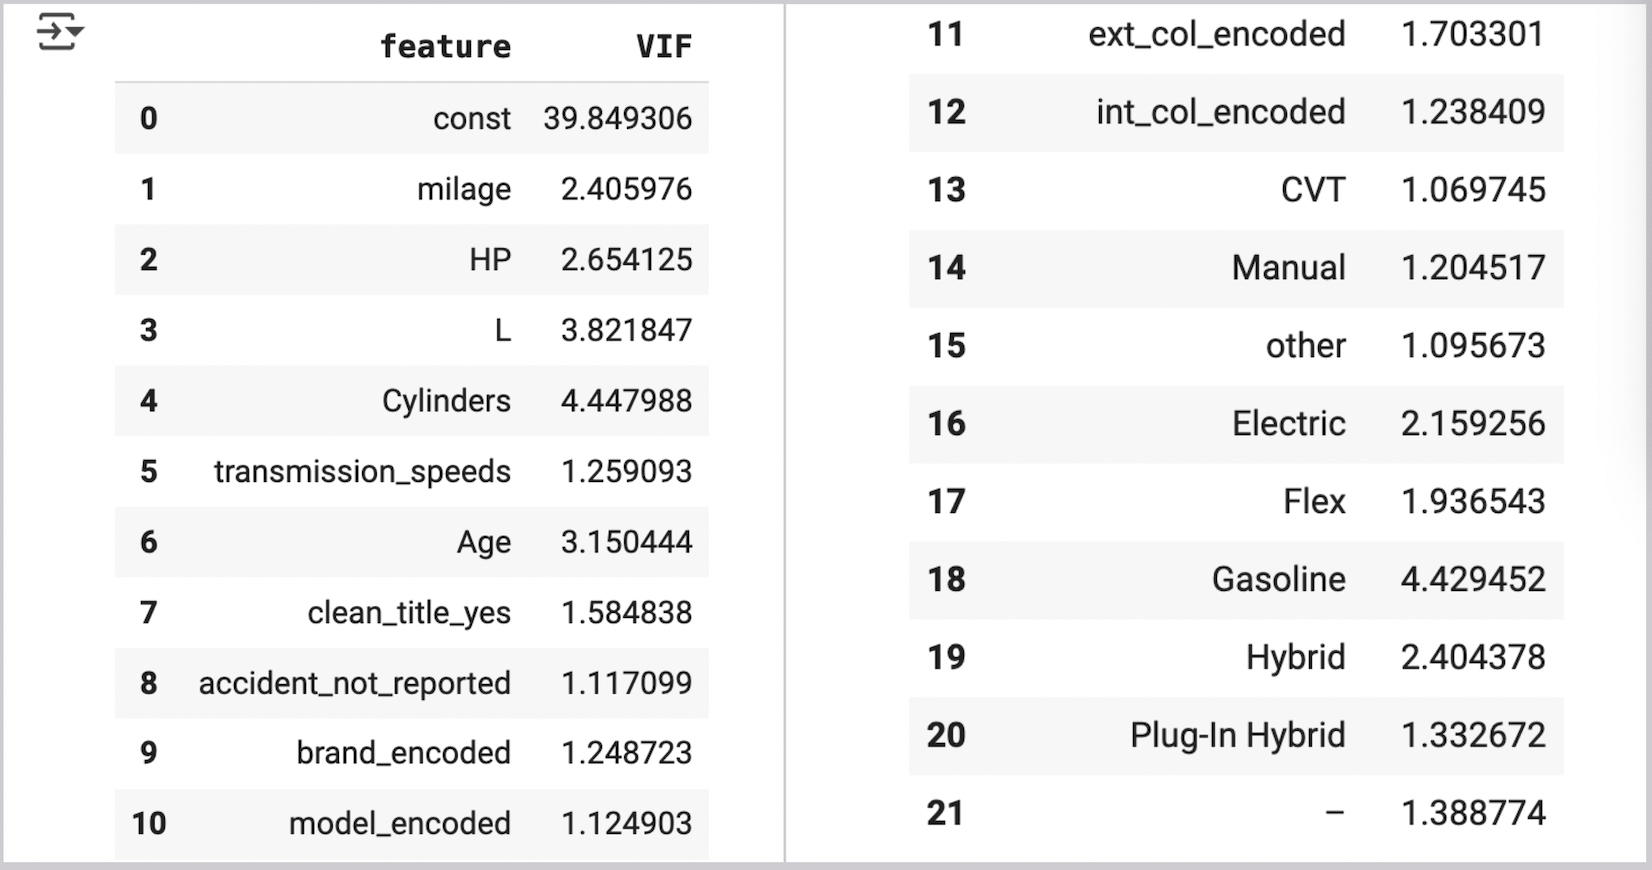 feature VIF
0 const 39.849306
1 milage 2.405976
2 HP 2.654125
3 L 3.821847
4 Cylinders 4.447988
5 transmission_speeds 1.259093
6 Age 3.150444
7 clean_title_yes 1.584838
8 accident_not_reported 1.117099
9 brand_encoded 1.248723
10 model_encoded 1.124903
11 ext_col_encoded 1.703301
12 int_col_encoded 1.238409
13 CVT 1.069745
14 Manual 1.204517
15 other 1.095673
16 Electric 2.159256
17 Flex 1.936543
18 Gasoline 4.429452
19 Hybrid 2.404378
20 Plug-In Hybrid 1.332672
21 – 1.388774